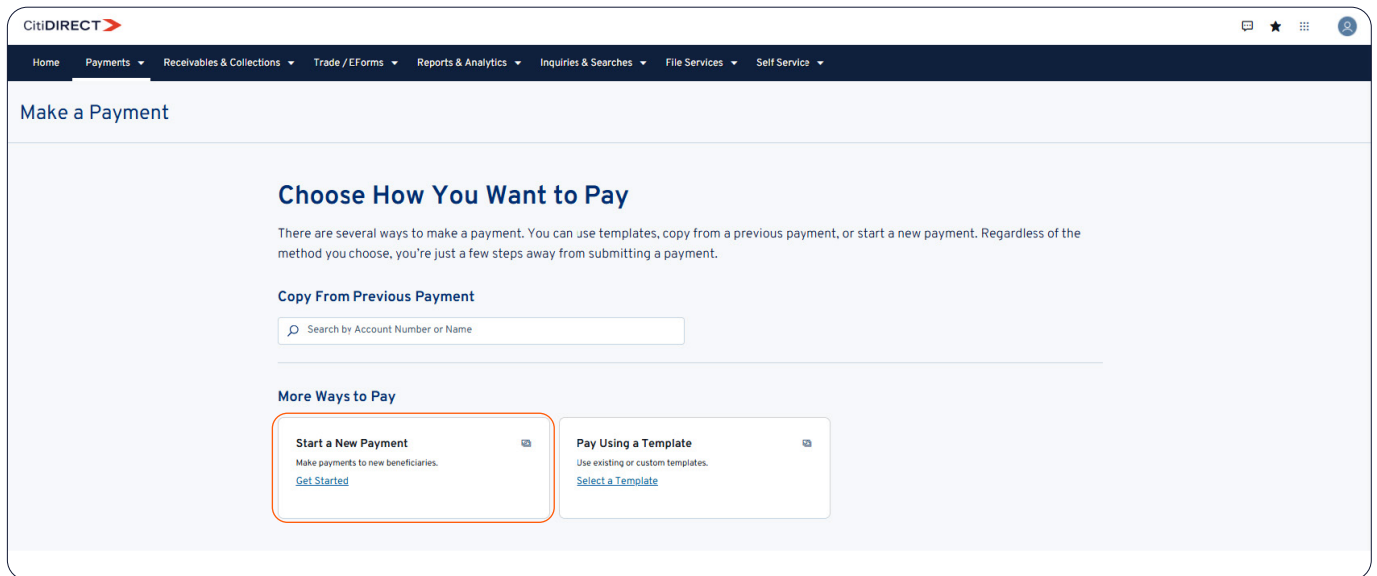 CitiDIRECT
Home Payments Receivables & Collections Trade / EForms Reports & Analytics Inquiries & Searches File Services Self Service
Make a Payment
Choose How You Want to Pay
There are several ways to make a payment. You can use templates, copy from a previous payment, or start a new payment. Regardless of the
method you choose, you're just a few steps away from submitting a payment.
Copy From Previous Payment
Search by Account Number or Name
More Ways to Pay
Start a New Payment
Make payments to new beneficiaries.
Get Started
Pay Using a Template
Use existing or custom templates.
Select a Template